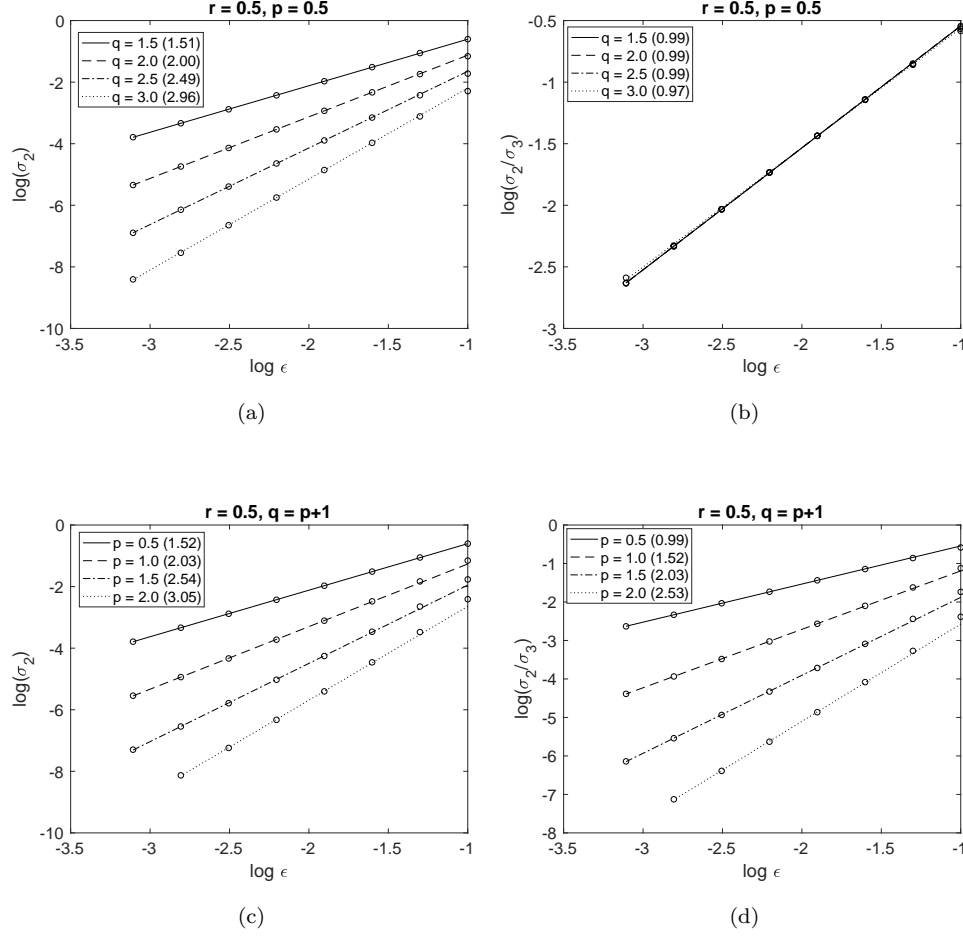 r = 0.5, p = 0.5
q = 1.5 (1.51)
q = 2.0 (2.00)
q = 2.5 (2.49)
q = 3.0 (2.96)
0
-2
-4
-6
-8
-10
log(σ₂)
-3.5 -3 -2.5 -2 -1.5 -1
log ϵ
(a)
r = 0.5, p = 0.5
q = 1.5 (0.99)
q = 2.0 (0.99)
q = 2.5 (0.99)
q = 3.0 (0.97)
-0.5
-1
-1.5
-2
-2.5
-3
log(σ₂/σ₃)
-3.5 -3 -2.5 -2 -1.5 -1
log ϵ
(b)
r = 0.5, q = p+1
p = 0.5 (1.52)
p = 1.0 (2.03)
p = 1.5 (2.54)
p = 2.0 (3.05)
0
-2
-4
-6
-8
-10
log(σ₂)
-3.5 -3 -2.5 -2 -1.5 -1
log ϵ
(c)
r = 0.5, q = p+1
p = 0.5 (0.99)
p = 1.0 (1.52)
p = 1.5 (2.03)
p = 2.0 (2.53)
0
-1
-2
-3
-4
-5
-6
-7
-8
log(σ₂/σ₃)
-3.5 -3 -2.5 -2 -1.5 -1
log ϵ
(d)